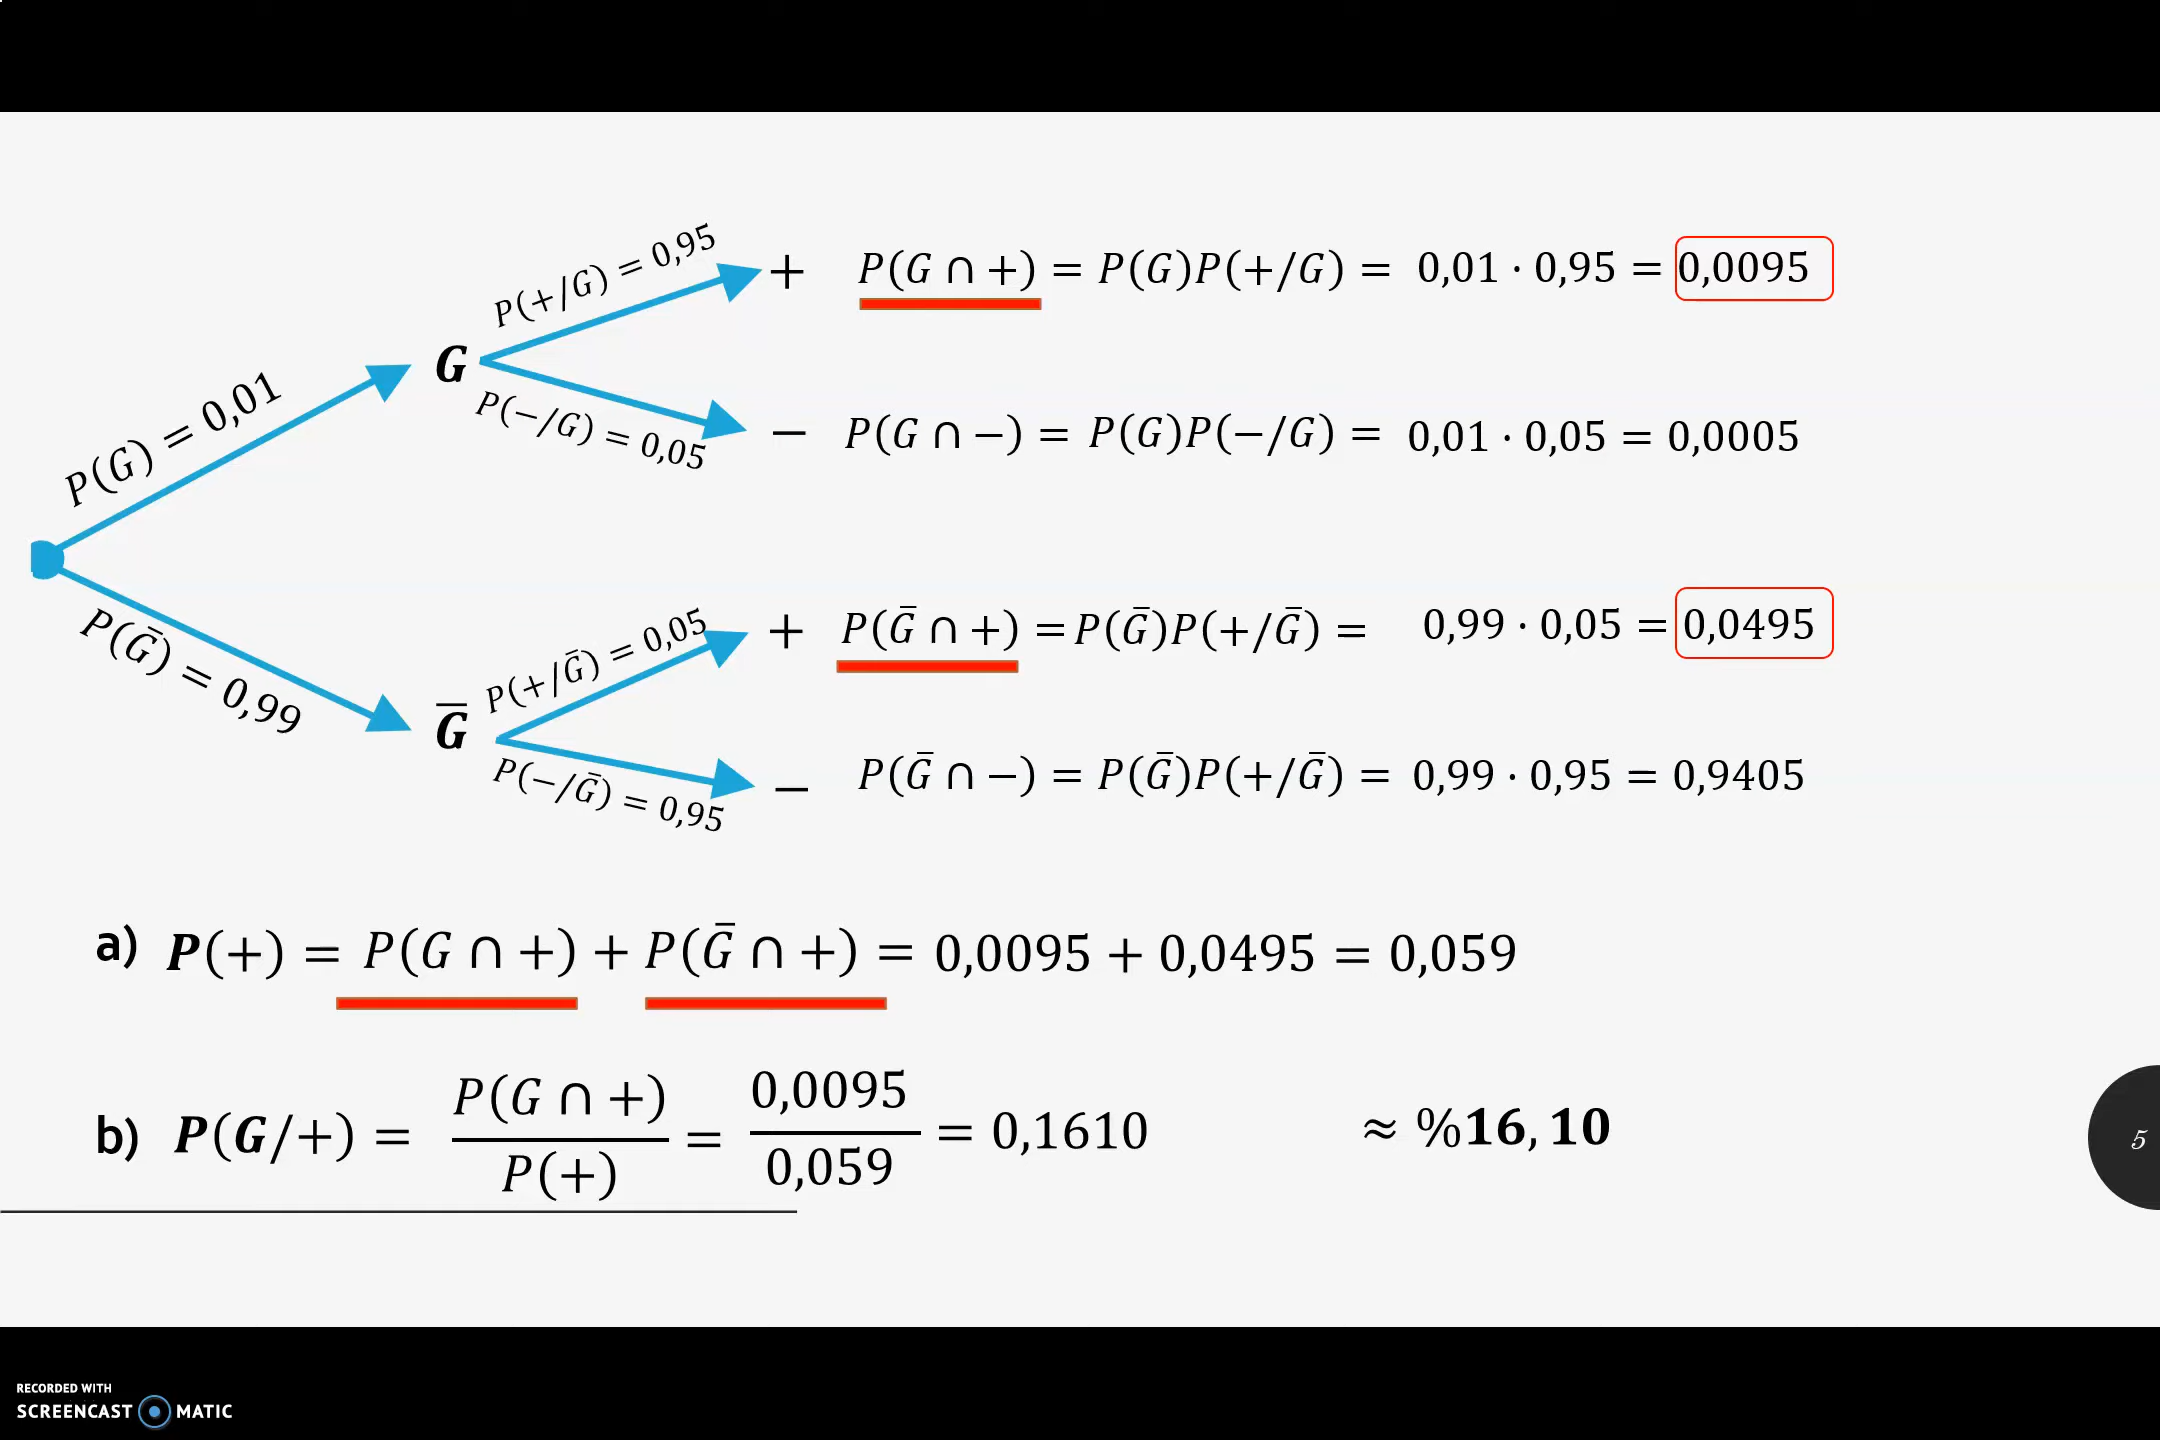 P(+/G) = 0,95
+ P(G ∩ +) = P(G)P(+/G) = 0,01 · 0,95 = 0,0095
P(G) = 0,01
G
P(−/G) = 0,05
− P(G ∩ −) = P(G)P(−/G) = 0,01 · 0,05 = 0,0005
P(Ḡ) = 0,99
P(+/Ḡ) = 0,05
+ P(Ḡ ∩ +) = P(Ḡ)P(+/Ḡ) = 0,99 · 0,05 = 0,0495
Ḡ
P(−/Ḡ) = 0,95
− P(Ḡ ∩ −) = P(Ḡ)P(+/Ḡ) = 0,99 · 0,95 = 0,9405
a) P(+) = P(G ∩ +) + P(Ḡ ∩ +) = 0,0095 + 0,0495 = 0,059
b) P(G/+) = P(G ∩ +) / P(+) = 0,0095 / 0,059 = 0,1610 ≈ %16,10
5
RECORDED WITH
SCREENCAST MATIC